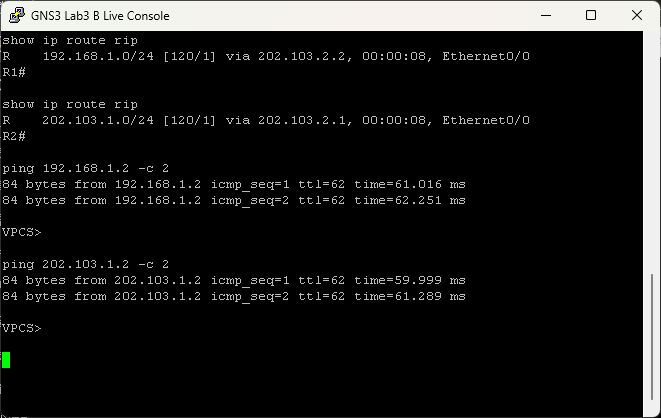 GNS3 Lab3 B Live Console
show ip route rip
R    192.168.1.0/24 [120/1] via 202.103.2.2, 00:00:08, Ethernet0/0
R1#
show ip route rip
R    202.103.1.0/24 [120/1] via 202.103.2.1, 00:00:08, Ethernet0/0
R2#
ping 192.168.1.2 -c 2
84 bytes from 192.168.1.2 icmp_seq=1 ttl=62 time=61.016 ms
84 bytes from 192.168.1.2 icmp_seq=2 ttl=62 time=62.251 ms
VPCS>
ping 202.103.1.2 -c 2
84 bytes from 202.103.1.2 icmp_seq=1 ttl=62 time=59.999 ms
84 bytes from 202.103.1.2 icmp_seq=2 ttl=62 time=61.289 ms
VPCS>